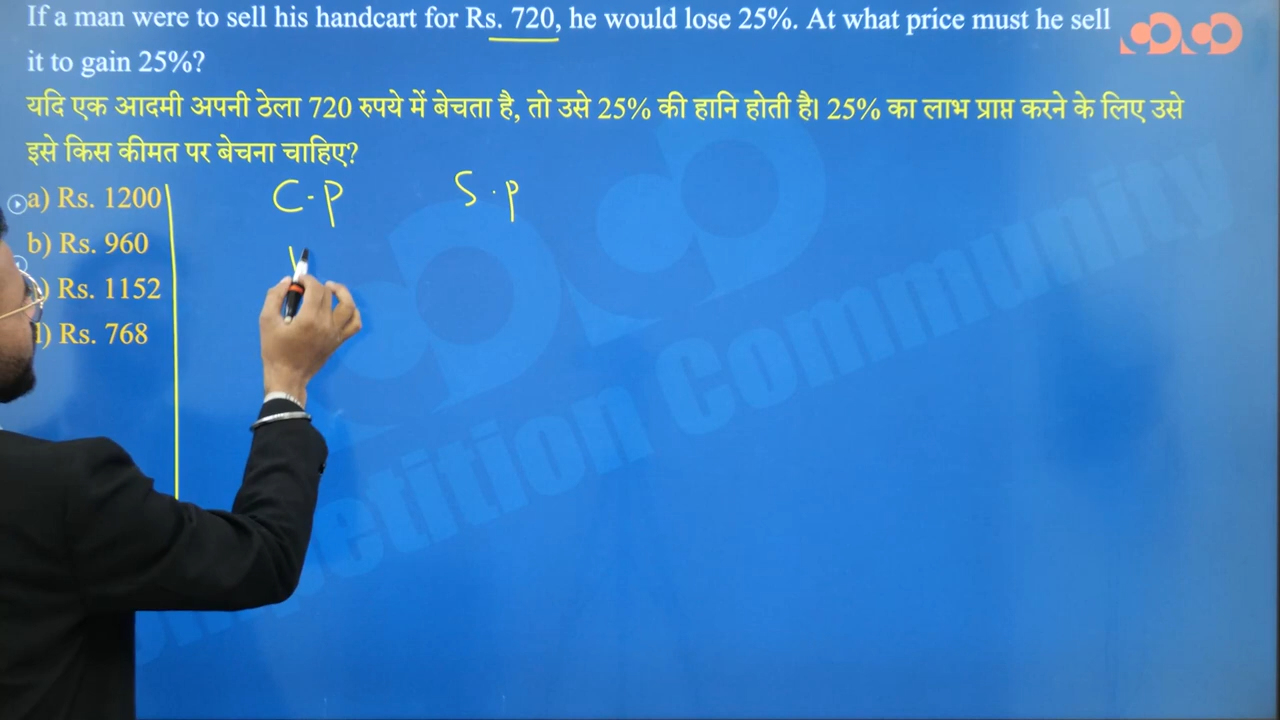 If a man were to sell his handcart for Rs. 720, he would lose 25%. At what price must he sell
it to gain 25%?
यदि एक आदमी अपनी ठेला 720 रुपये में बेचता है, तो उसे 25% की हानि होती है। 25% का लाभ प्राप्त करने के लिए उसे
इसे किस कीमत पर बेचना चाहिए?
a) Rs. 1200
b) Rs. 960
) Rs. 1152
d) Rs. 768
C.P S.P
Competition Community